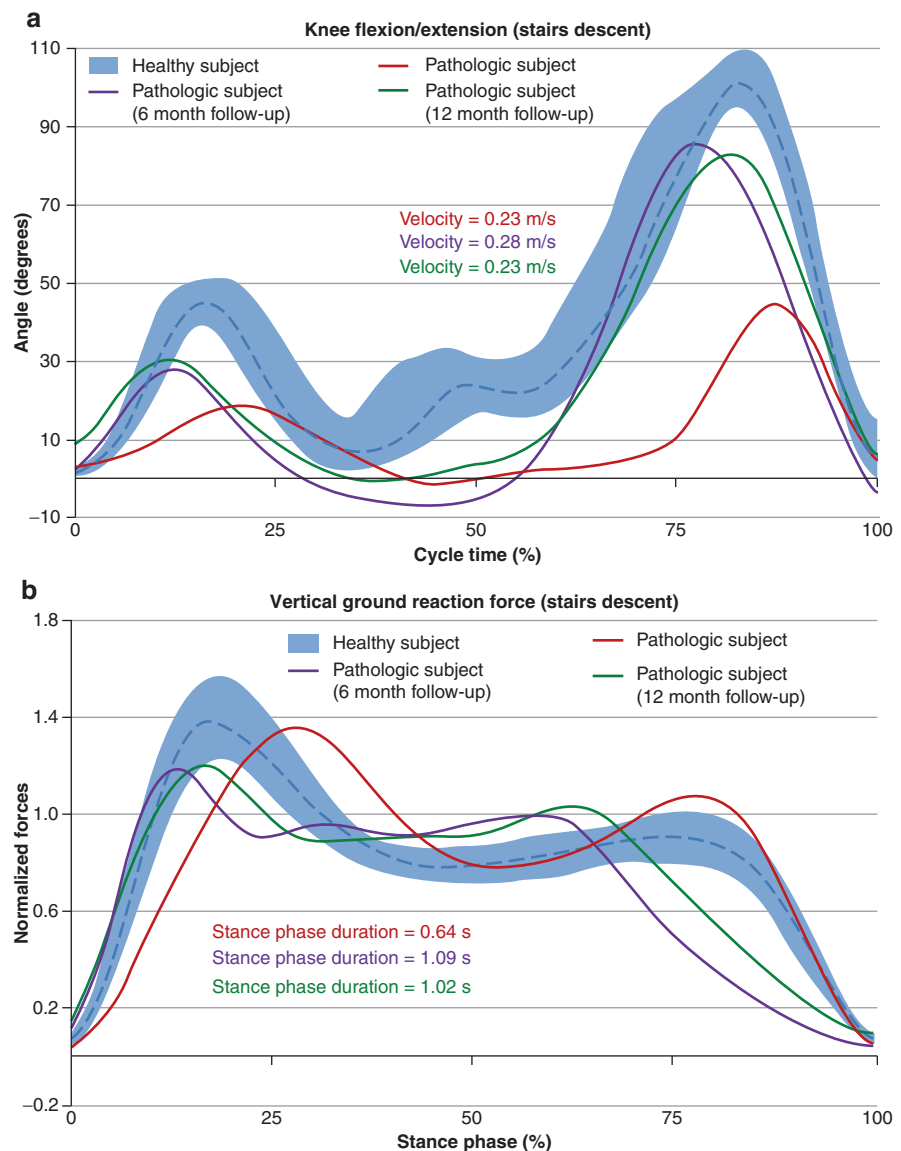 a
Knee flexion/extension (stairs descent)
110
90
70
50
30
10
−10
Angle (degrees)
Healthy subject
Pathologic subject
(6 month follow-up)
Pathologic subject
Pathologic subject
(12 month follow-up)
Velocity = 0.23 m/s
Velocity = 0.28 m/s
Velocity = 0.23 m/s
0 25 50 75 100
Cycle time (%)
b
Vertical ground reaction force (stairs descent)
1.8
1.4
1.0
0.6
0.2
−0.2
Normalized forces
Healthy subject
Pathologic subject
(6 month follow-up)
Pathologic subject
Pathologic subject
(12 month follow-up)
Stance phase duration = 0.64 s
Stance phase duration = 1.09 s
Stance phase duration = 1.02 s
0 25 50 75 100
Stance phase (%)